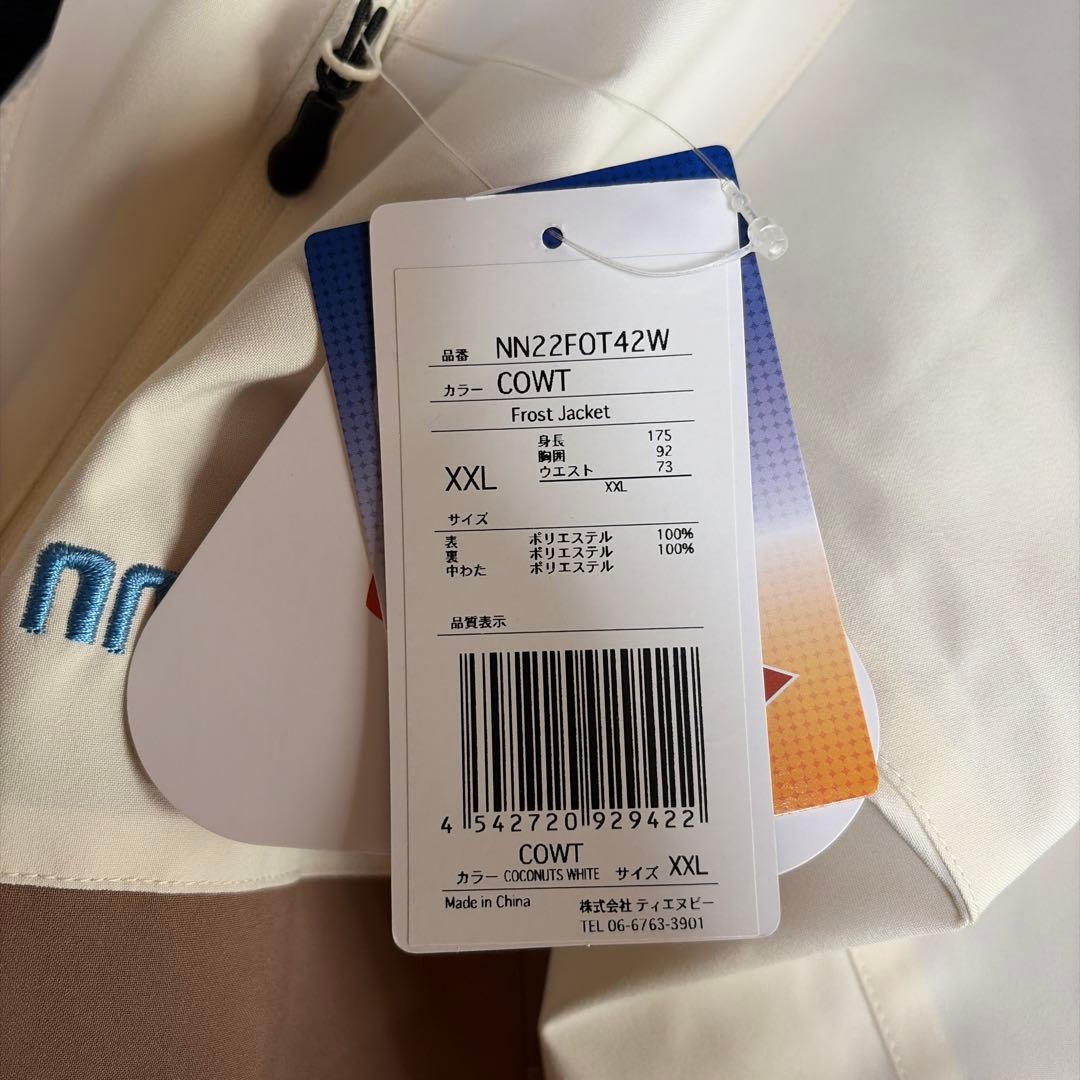 品番 NN22FOT42W
カラー COWT
Frost Jacket
XXL
身長 175
胸囲 92
ウエスト 73
XXL
サイズ
表 ポリエステル 100%
裏 ポリエステル 100%
中わた ポリエステル
品質表示
4 542720 929422
COWT
カラー COCONUTS WHITE サイズ XXL
Made in China
株式会社 ティエヌピー
TEL 06-6763-3901